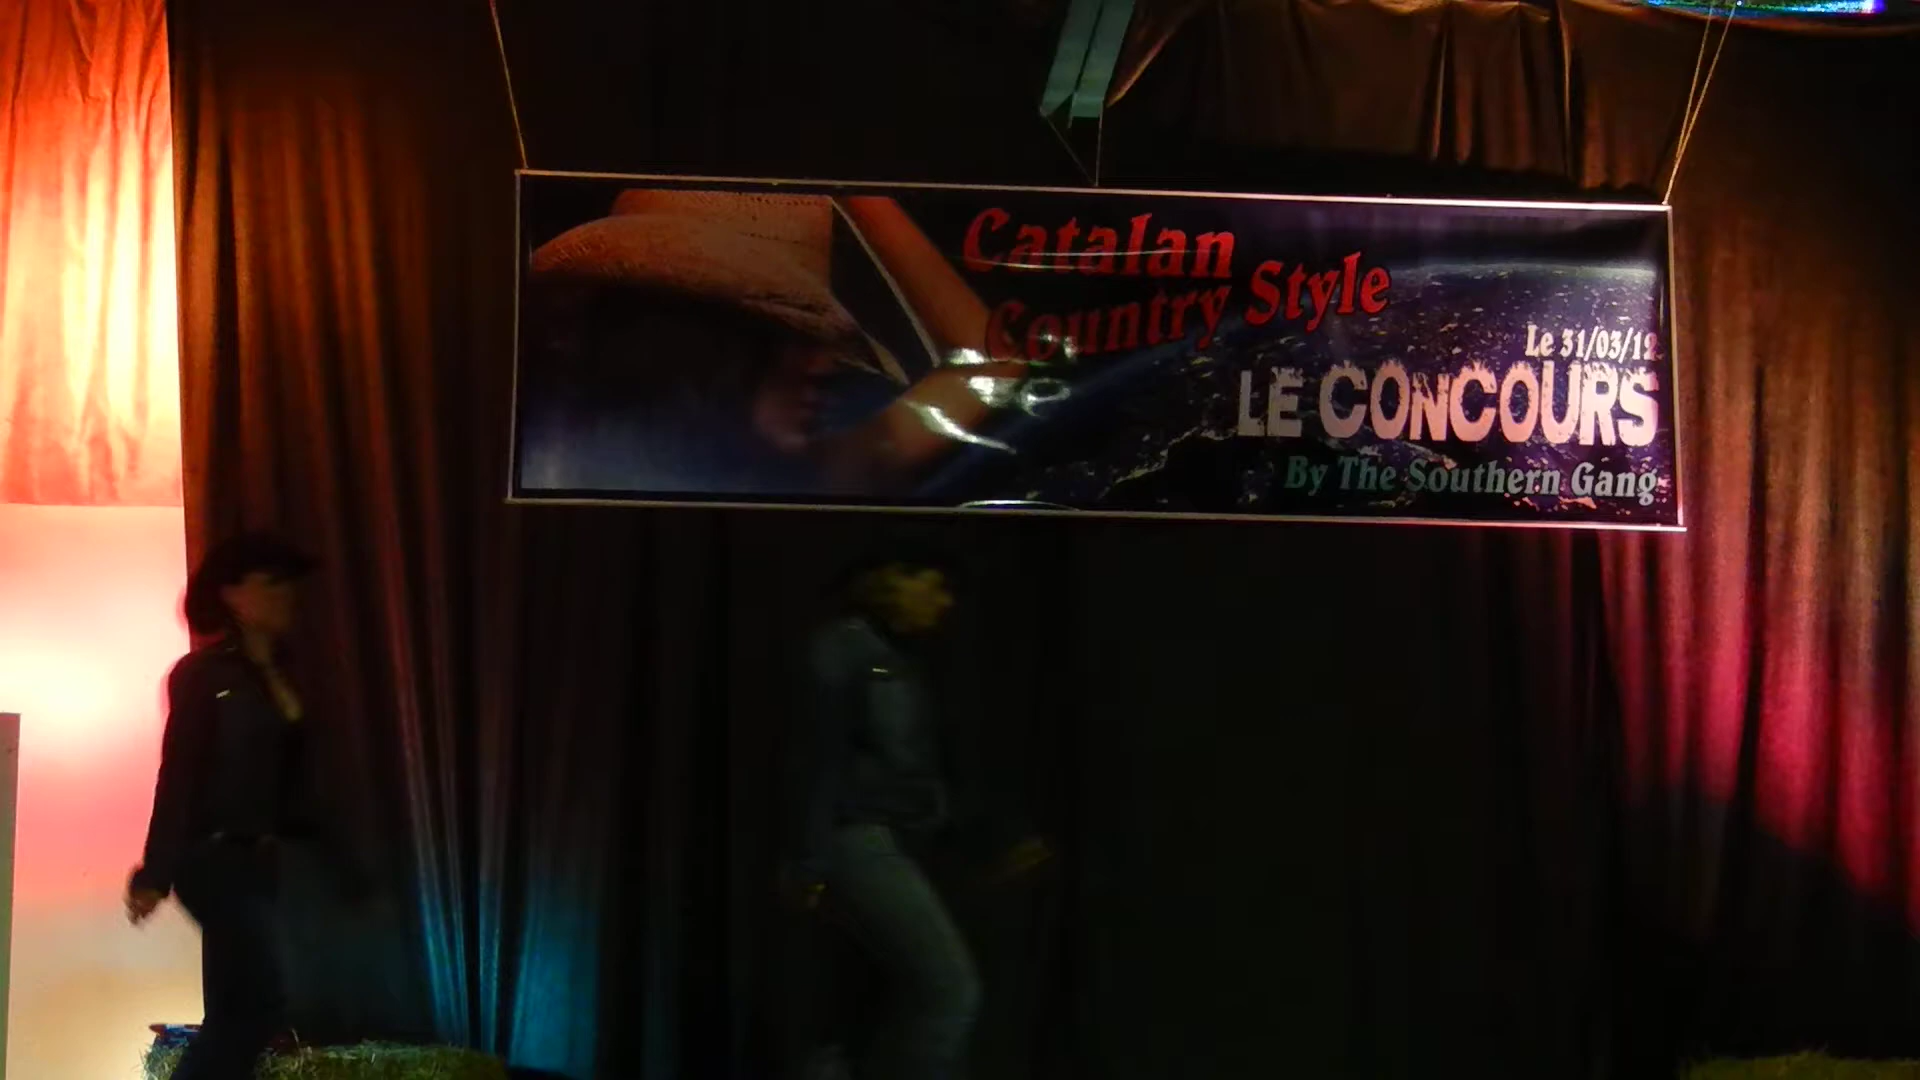 Catalan
Country Style
Le 31/03/12
LE CONCOURS
By The Southern Gang